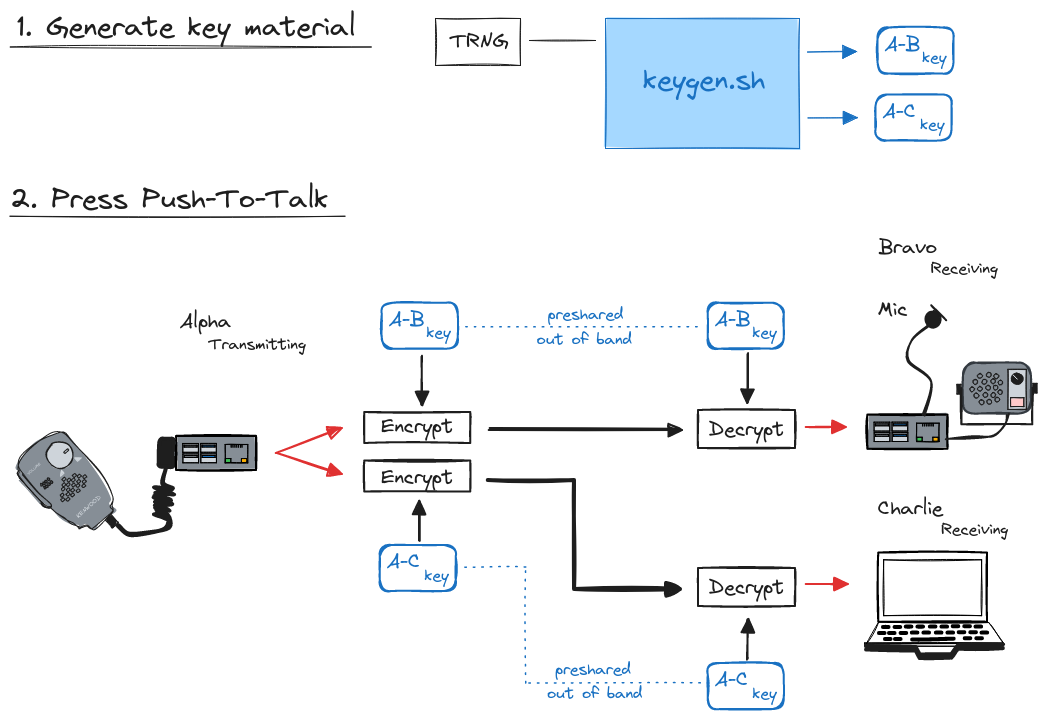 1. Generate key material
TRNG
keygen.sh
A-B key
A-C key
2. Press Push-To-Talk
Bravo
Receiving
Mic
Alpha
Transmitting
A-B key
preshared
out of band
A-B key
Encrypt
Decrypt
Encrypt
KENWOOD
A-C key
Charlie
Receiving
Decrypt
preshared
out of band
A-C key